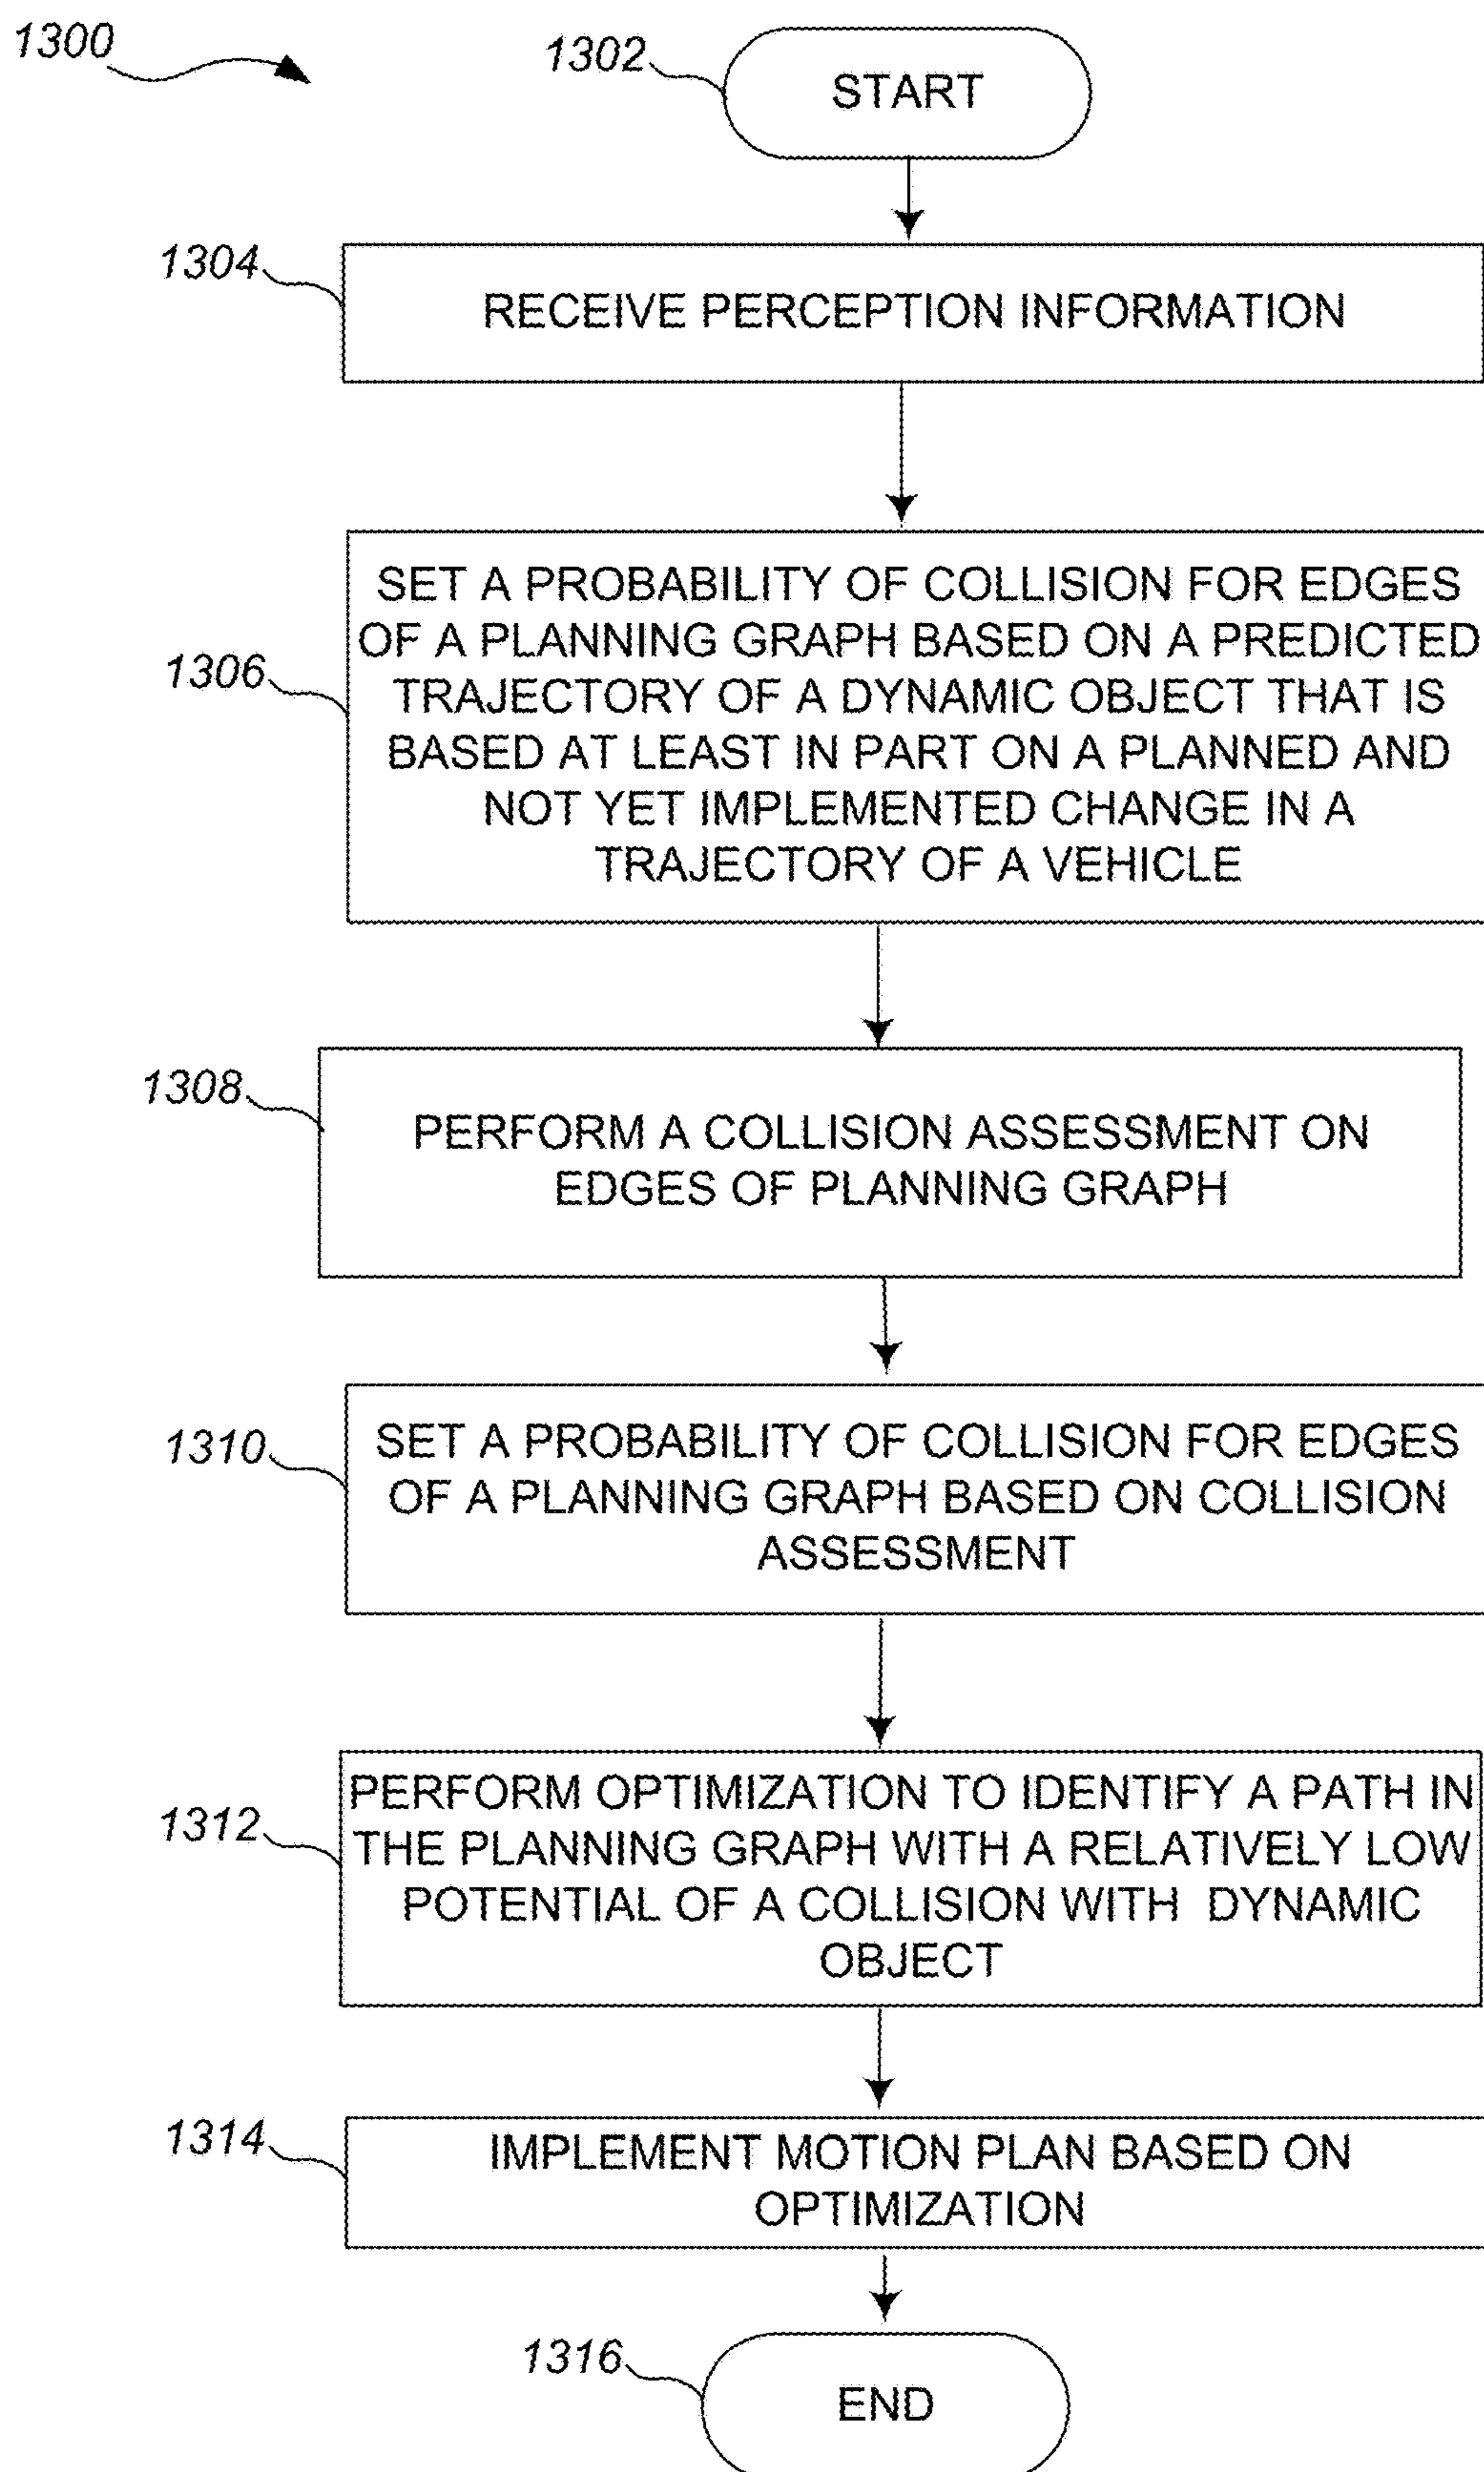 1300
1302
START
1304
RECEIVE PERCEPTION INFORMATION
1306
SET A PROBABILITY OF COLLISION FOR EDGES
OF A PLANNING GRAPH BASED ON A PREDICTED
TRAJECTORY OF A DYNAMIC OBJECT THAT IS
BASED AT LEAST IN PART ON A PLANNED AND
NOT YET IMPLEMENTED CHANGE IN A
TRAJECTORY OF A VEHICLE
1308
PERFORM A COLLISION ASSESSMENT ON
EDGES OF PLANNING GRAPH
1310
SET A PROBABILITY OF COLLISION FOR EDGES
OF A PLANNING GRAPH BASED ON COLLISION
ASSESSMENT
1312
PERFORM OPTIMIZATION TO IDENTIFY A PATH IN
THE PLANNING GRAPH WITH A RELATIVELY LOW
POTENTIAL OF A COLLISION WITH DYNAMIC
OBJECT
1314
IMPLEMENT MOTION PLAN BASED ON
OPTIMIZATION
1316
END